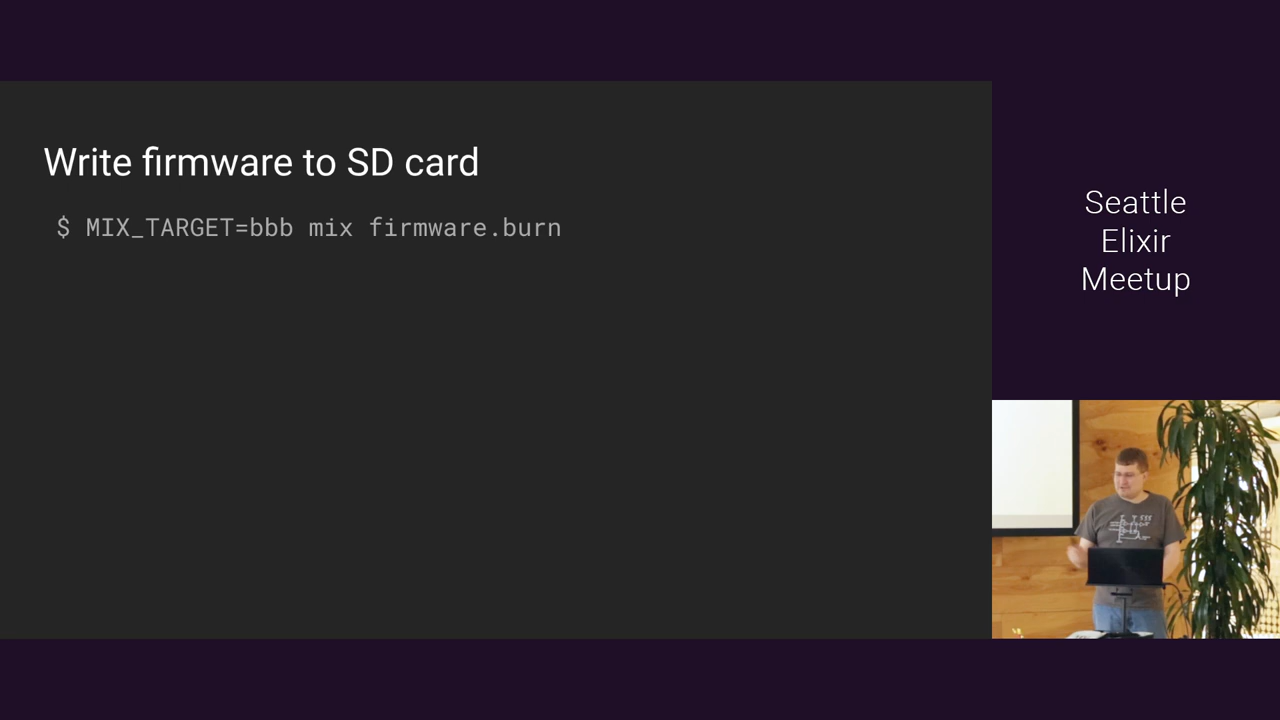 Write firmware to SD card
$ MIX_TARGET=bbb mix firmware.burn
Seattle
Elixir
Meetup